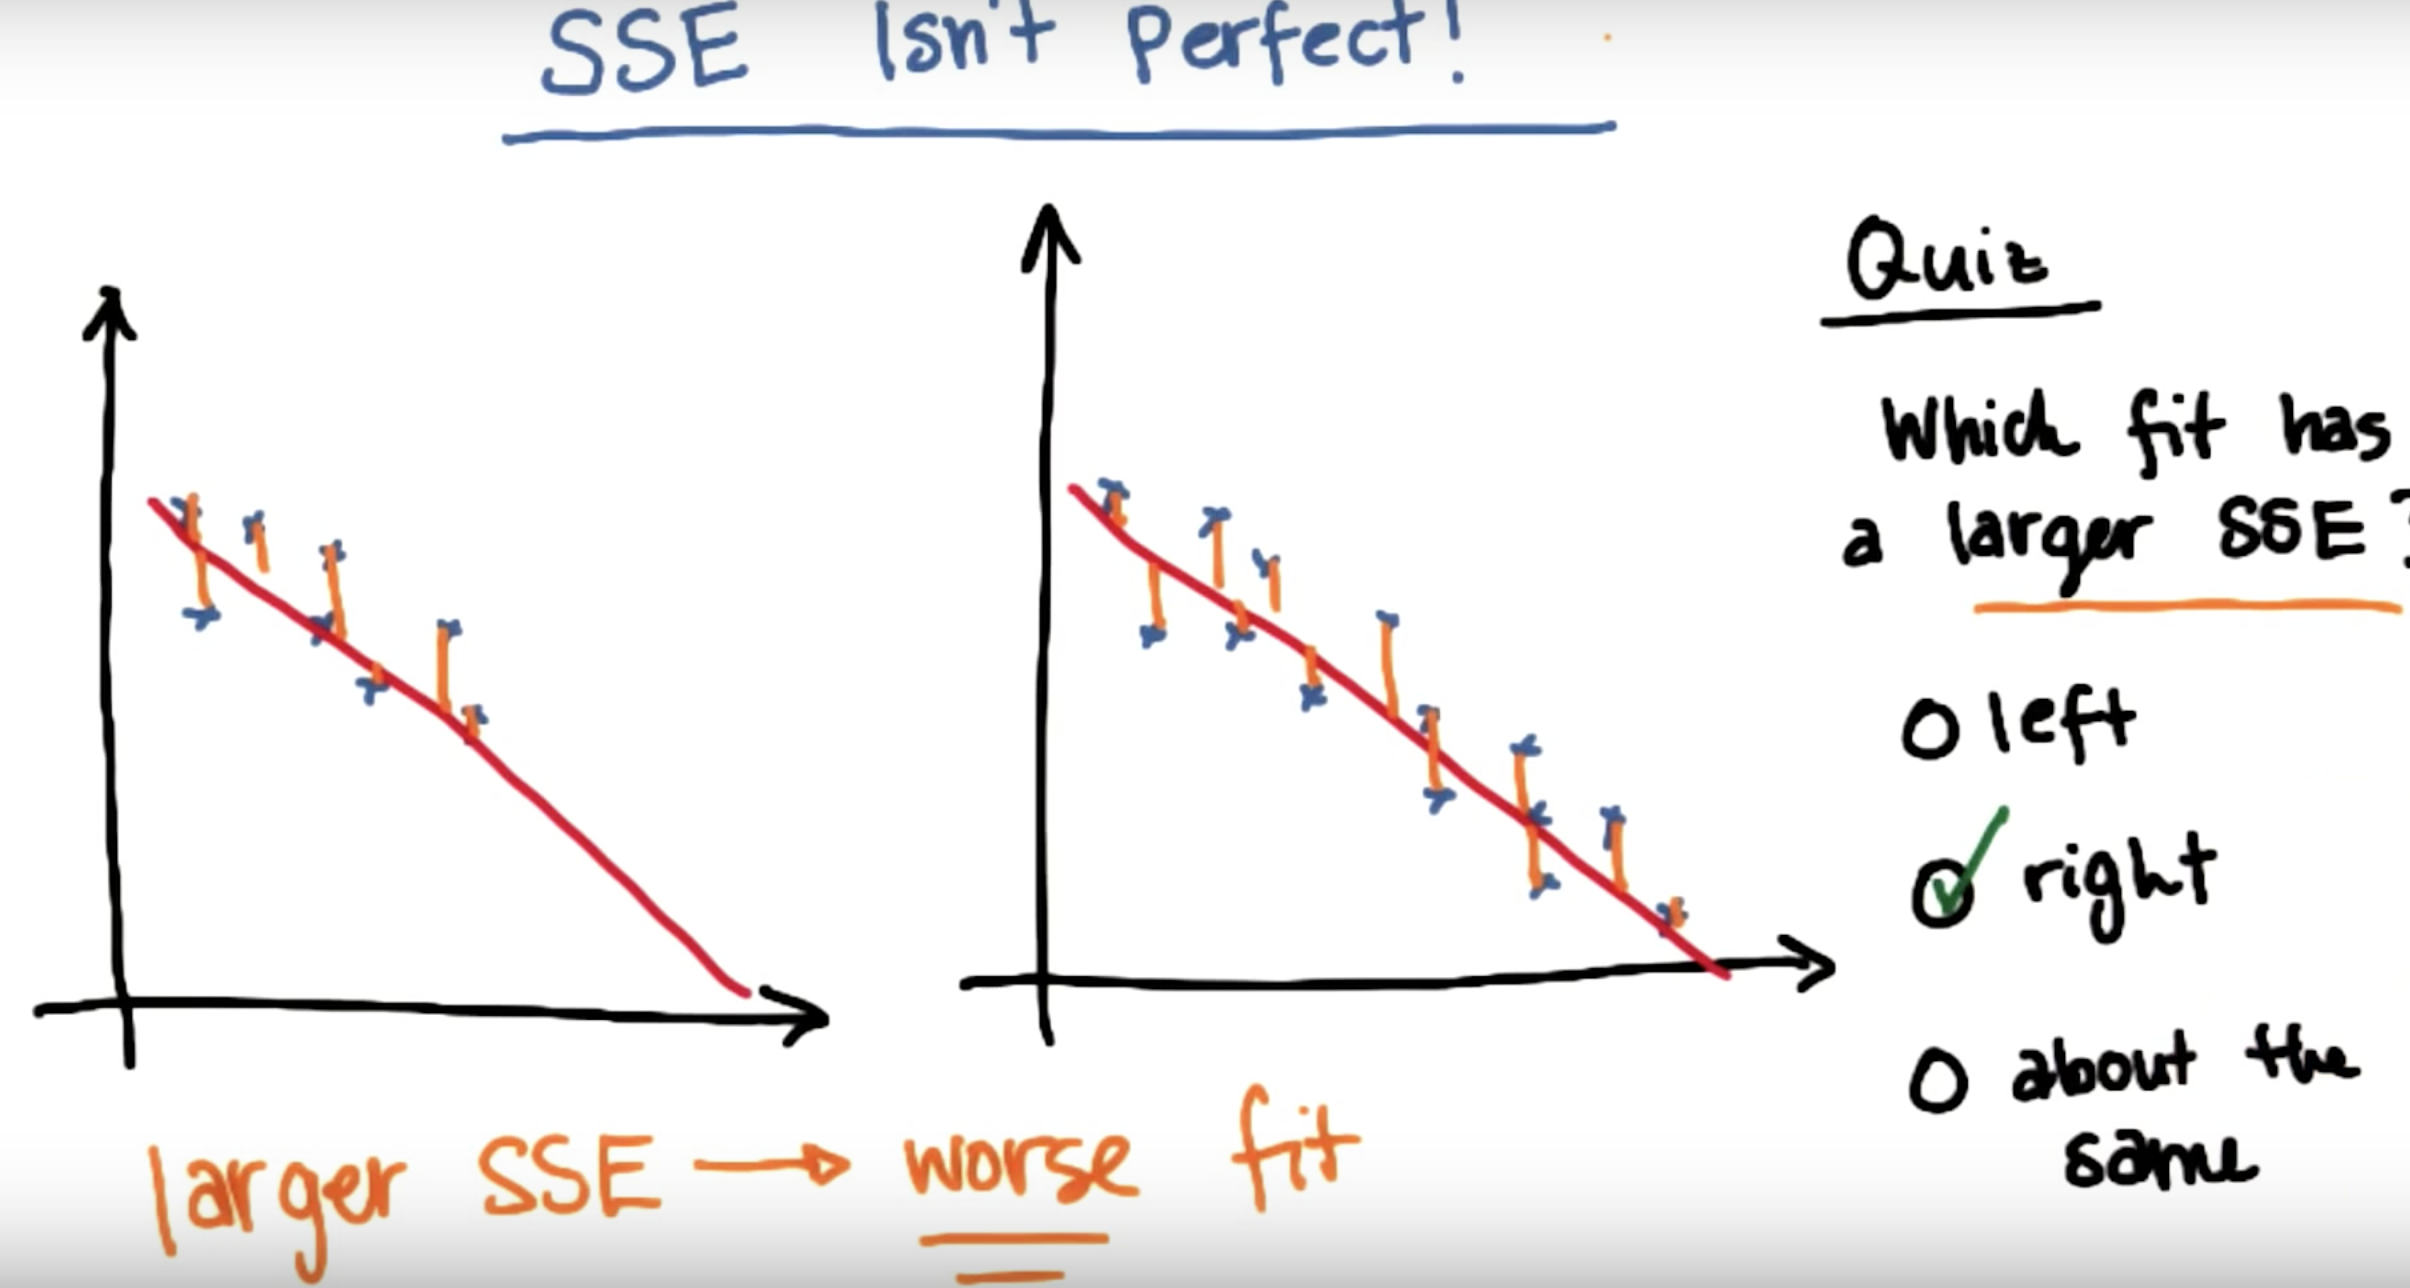 SSE Isn't Perfect!
Quiz
Which fit has
a larger SSE?
left
right
about the
same
larger SSE → worse fit